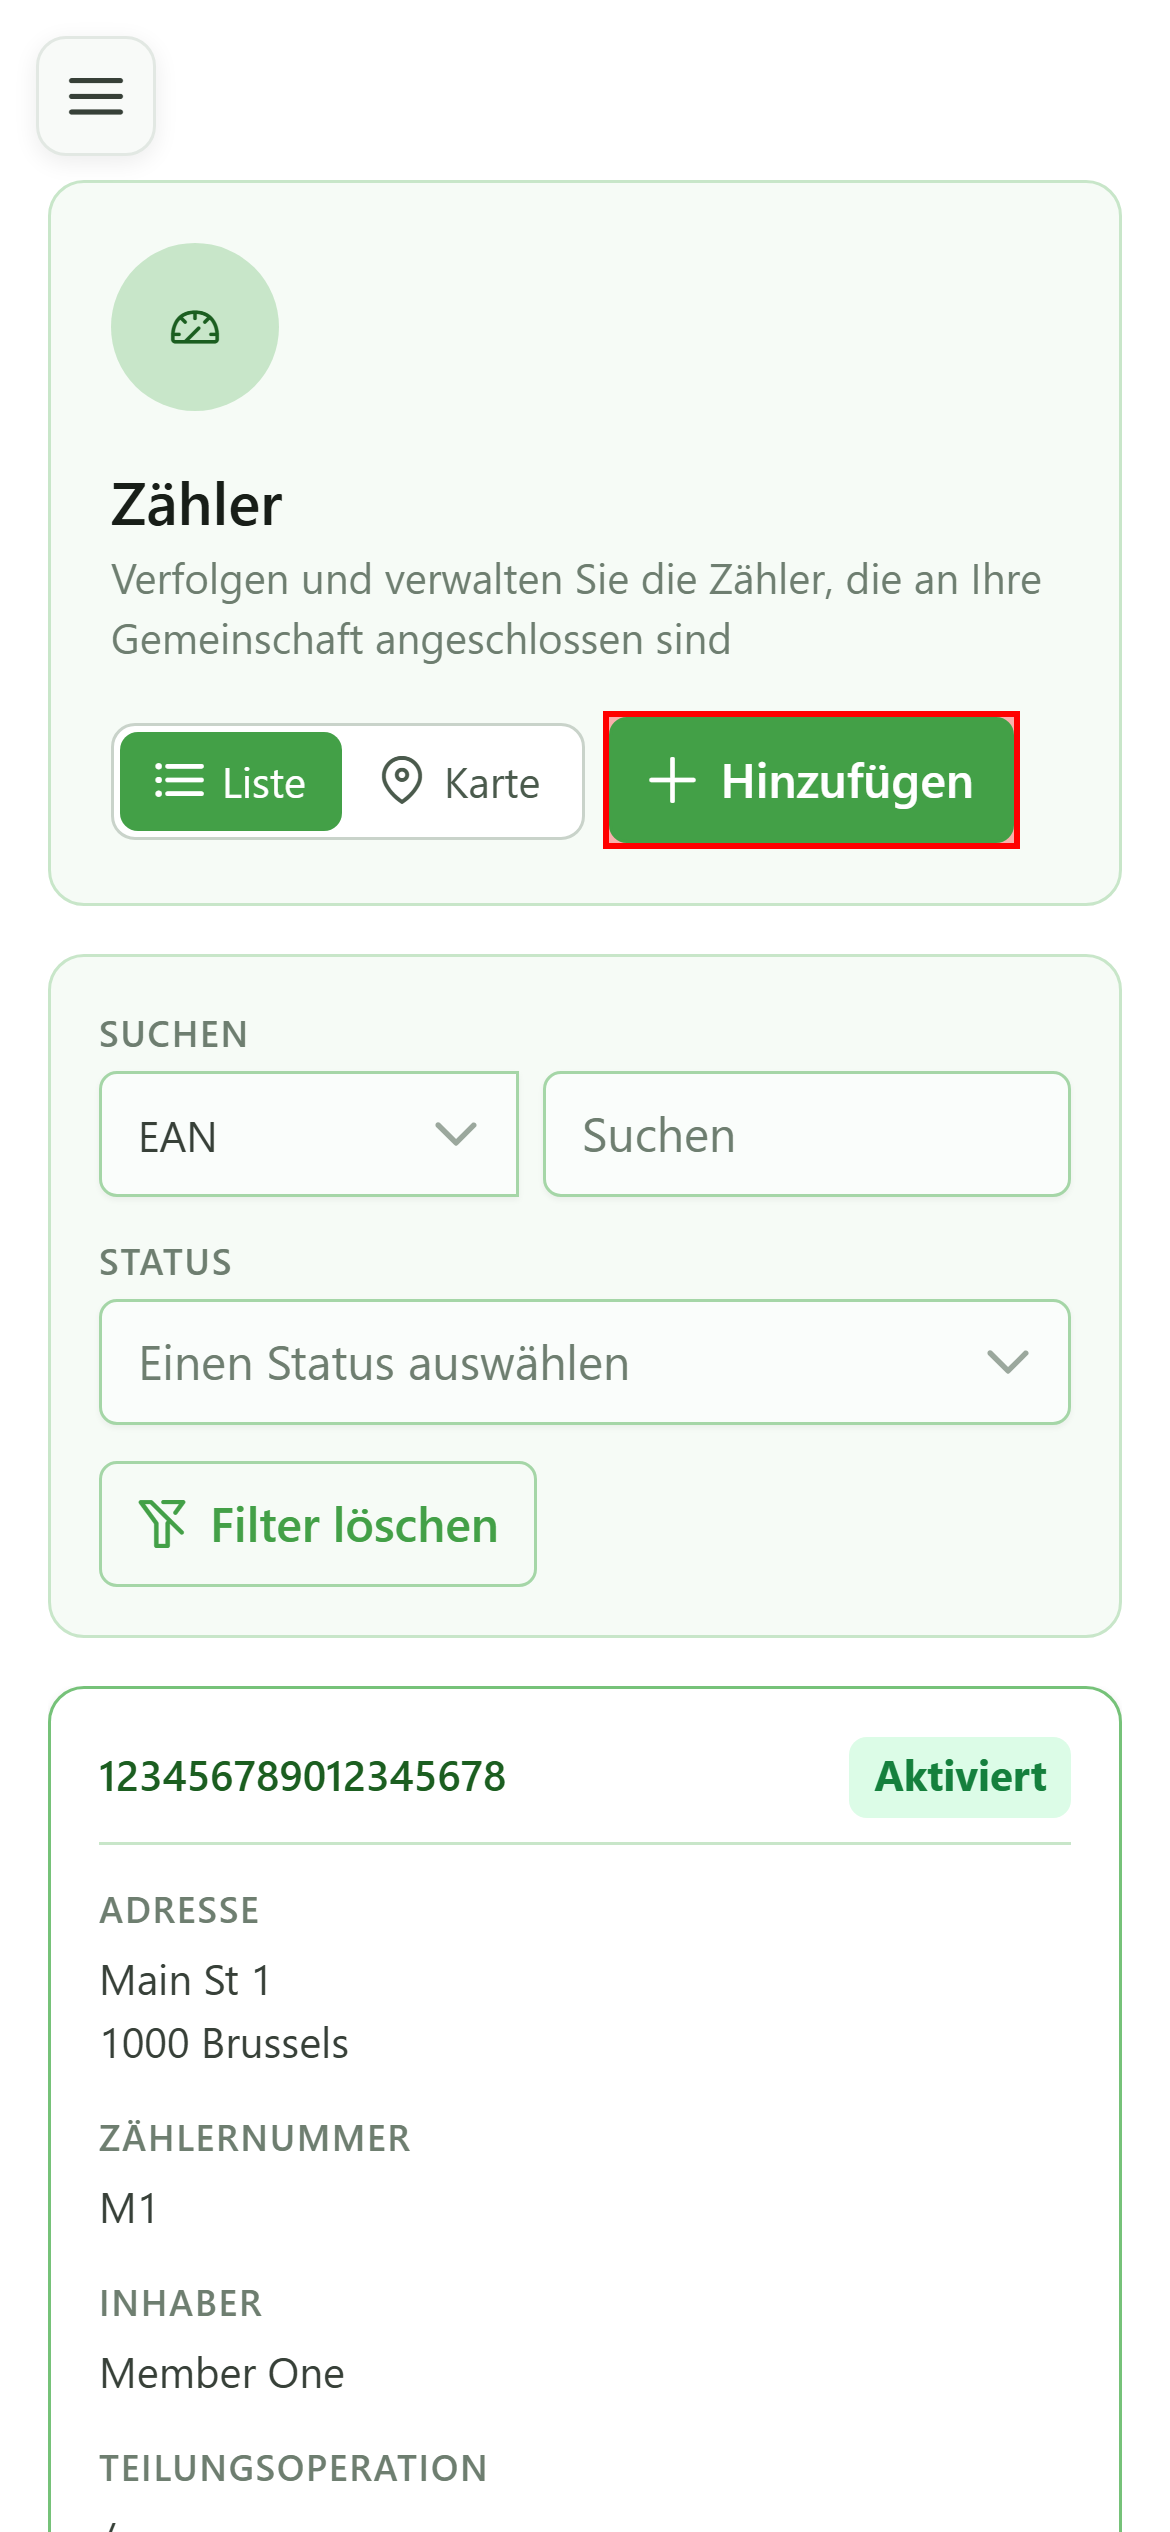 Zähler
Verfolgen und verwalten Sie die Zähler, die an Ihre
Gemeinschaft angeschlossen sind
Liste
Karte
Hinzufügen
SUCHEN
EAN
Suchen
STATUS
Einen Status auswählen
Filter löschen
123456789012345678
Aktiviert
ADRESSE
Main St 1
1000 Brussels
ZÄHLERNUMMER
M1
INHABER
Member One
TEILUNGSOPERATION